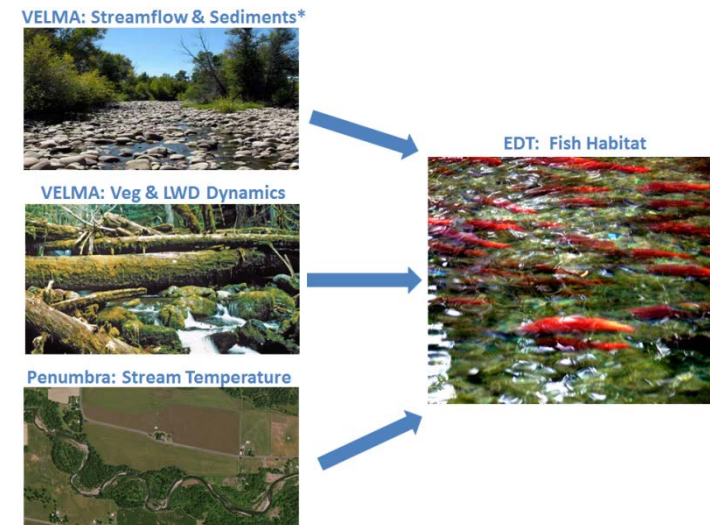 VELMA: Streamflow & Sediments*
VELMA: Veg & LWD Dynamics
Penumbra: Stream Temperature
EDT: Fish Habitat